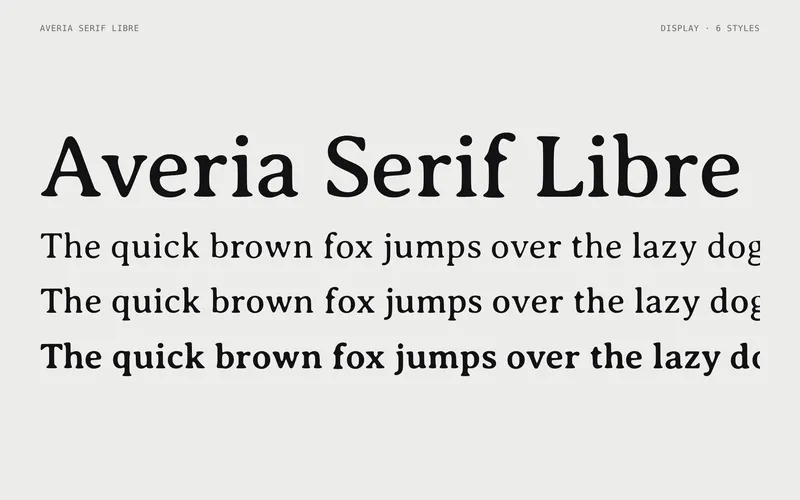 AVERIA SERIF LIBRE
DISPLAY · 6 STYLES
Averia Serif Libre
The quick brown fox jumps over the lazy dog
The quick brown fox jumps over the lazy dog
The quick brown fox jumps over the lazy